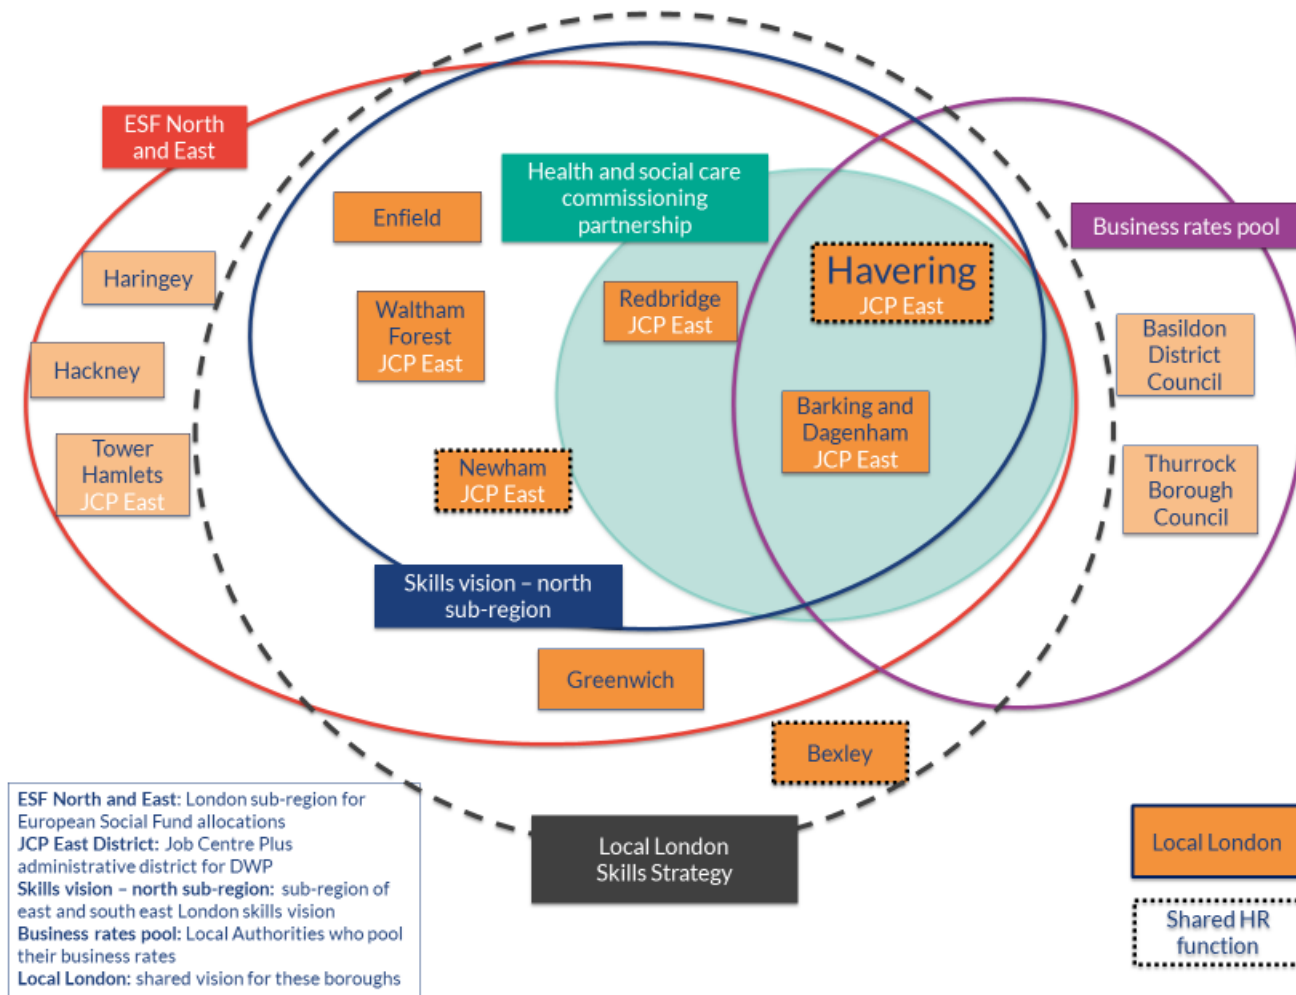 ESF North
and East
Health and social care
commissioning
partnership
Enfield
Business rates pool
Haringey
Havering
JCP East
Redbridge
JCP East
Waltham
Forest
JCP East
Basildon
District
Council
Hackney
Barking and
Dagenham
JCP East
Tower
Hamlets
JCP East
Newham
JCP East
Thurrock
Borough
Council
Skills vision – north
sub-region
Greenwich
Bexley
Local London
Skills Strategy
ESF North and East: London sub-region for
European Social Fund allocations
JCP East District: Job Centre Plus
administrative district for DWP
Skills vision – north sub-region: sub-region of
east and south east London skills vision
Business rates pool: Local Authorities who pool
their business rates
Local London: shared vision for these boroughs
Local London
Shared HR
function